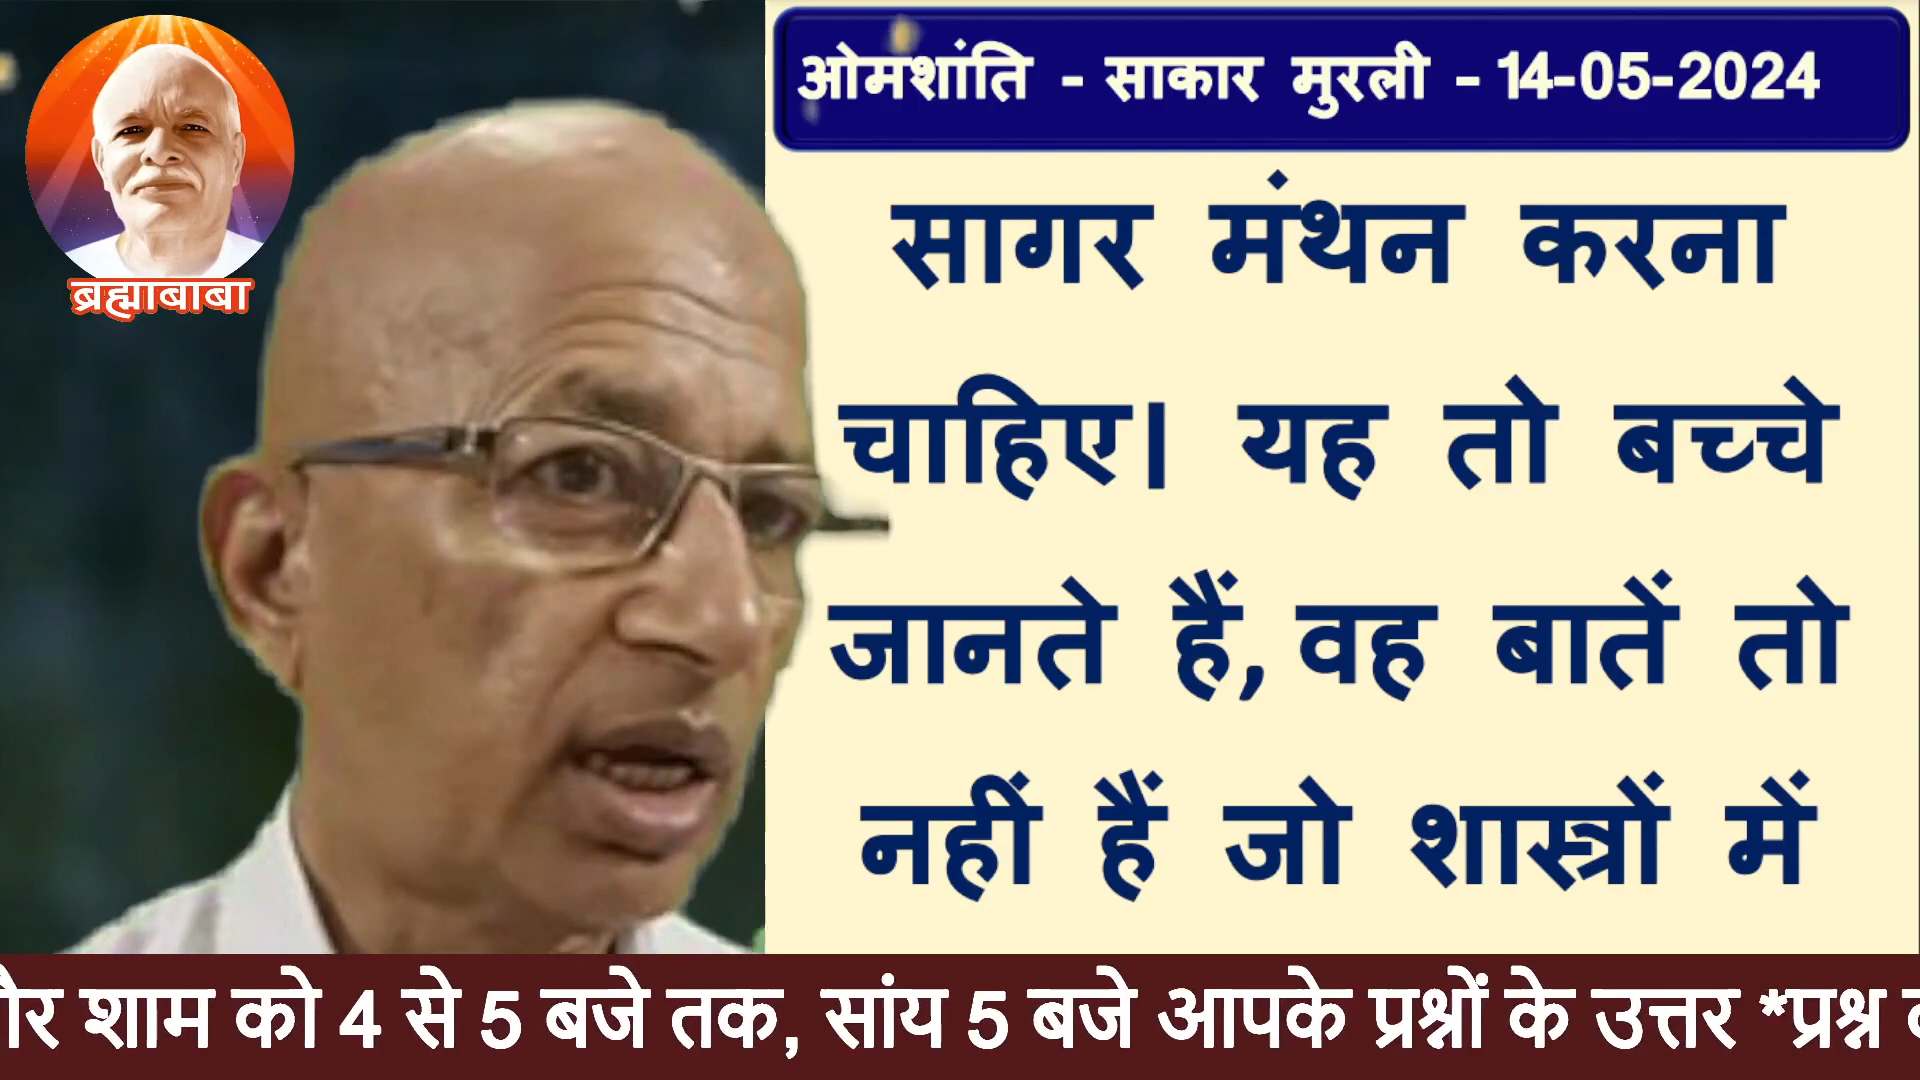 ओमशांति - साकार मुरली - 14-05-2024
ब्रह्माबाबा
सागर मंथन करना
चाहिए। यह तो बच्चे
जानते हैं, वह बातें तो
नहीं हैं जो शास्त्रों में
शाम को 4 से 5 बजे तक, सांय 5 बजे आपके प्रश्नों के उत्तर *प्रश्न